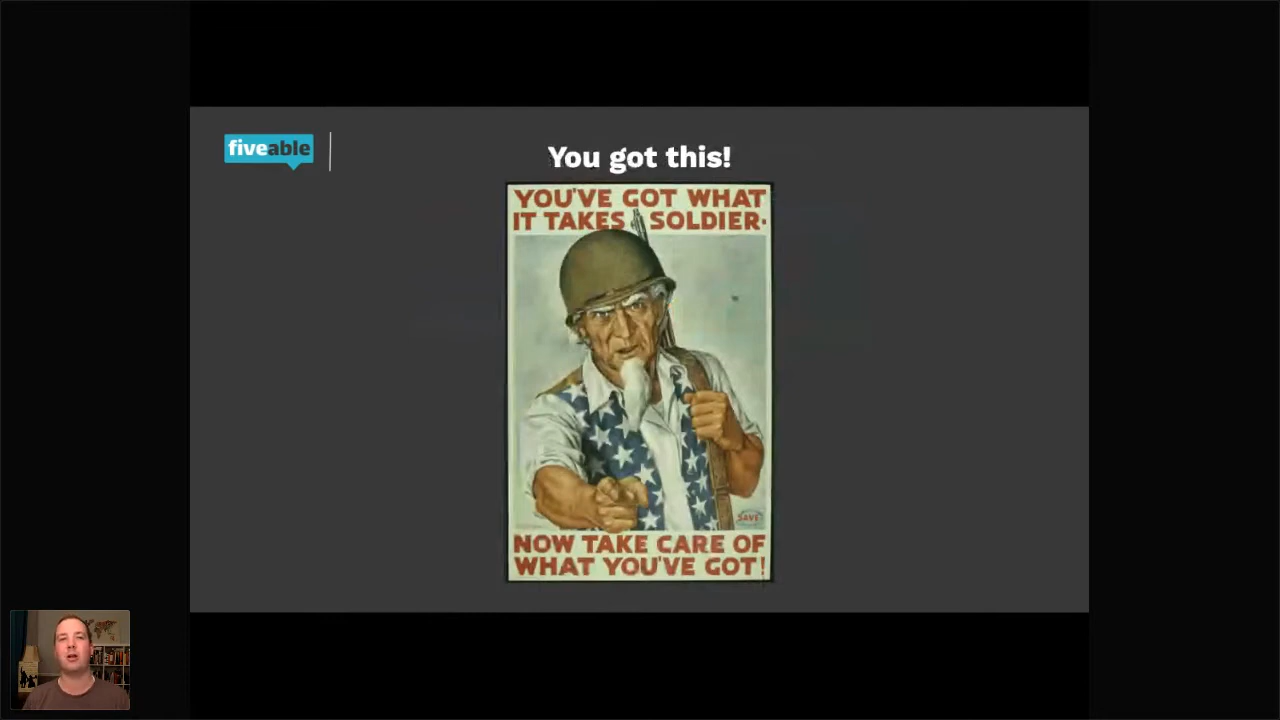 fiveable
You got this!
YOU'VE GOT WHAT
IT TAKES SOLDIER-
NOW TAKE CARE OF
WHAT YOU'VE GOT!
SAVE